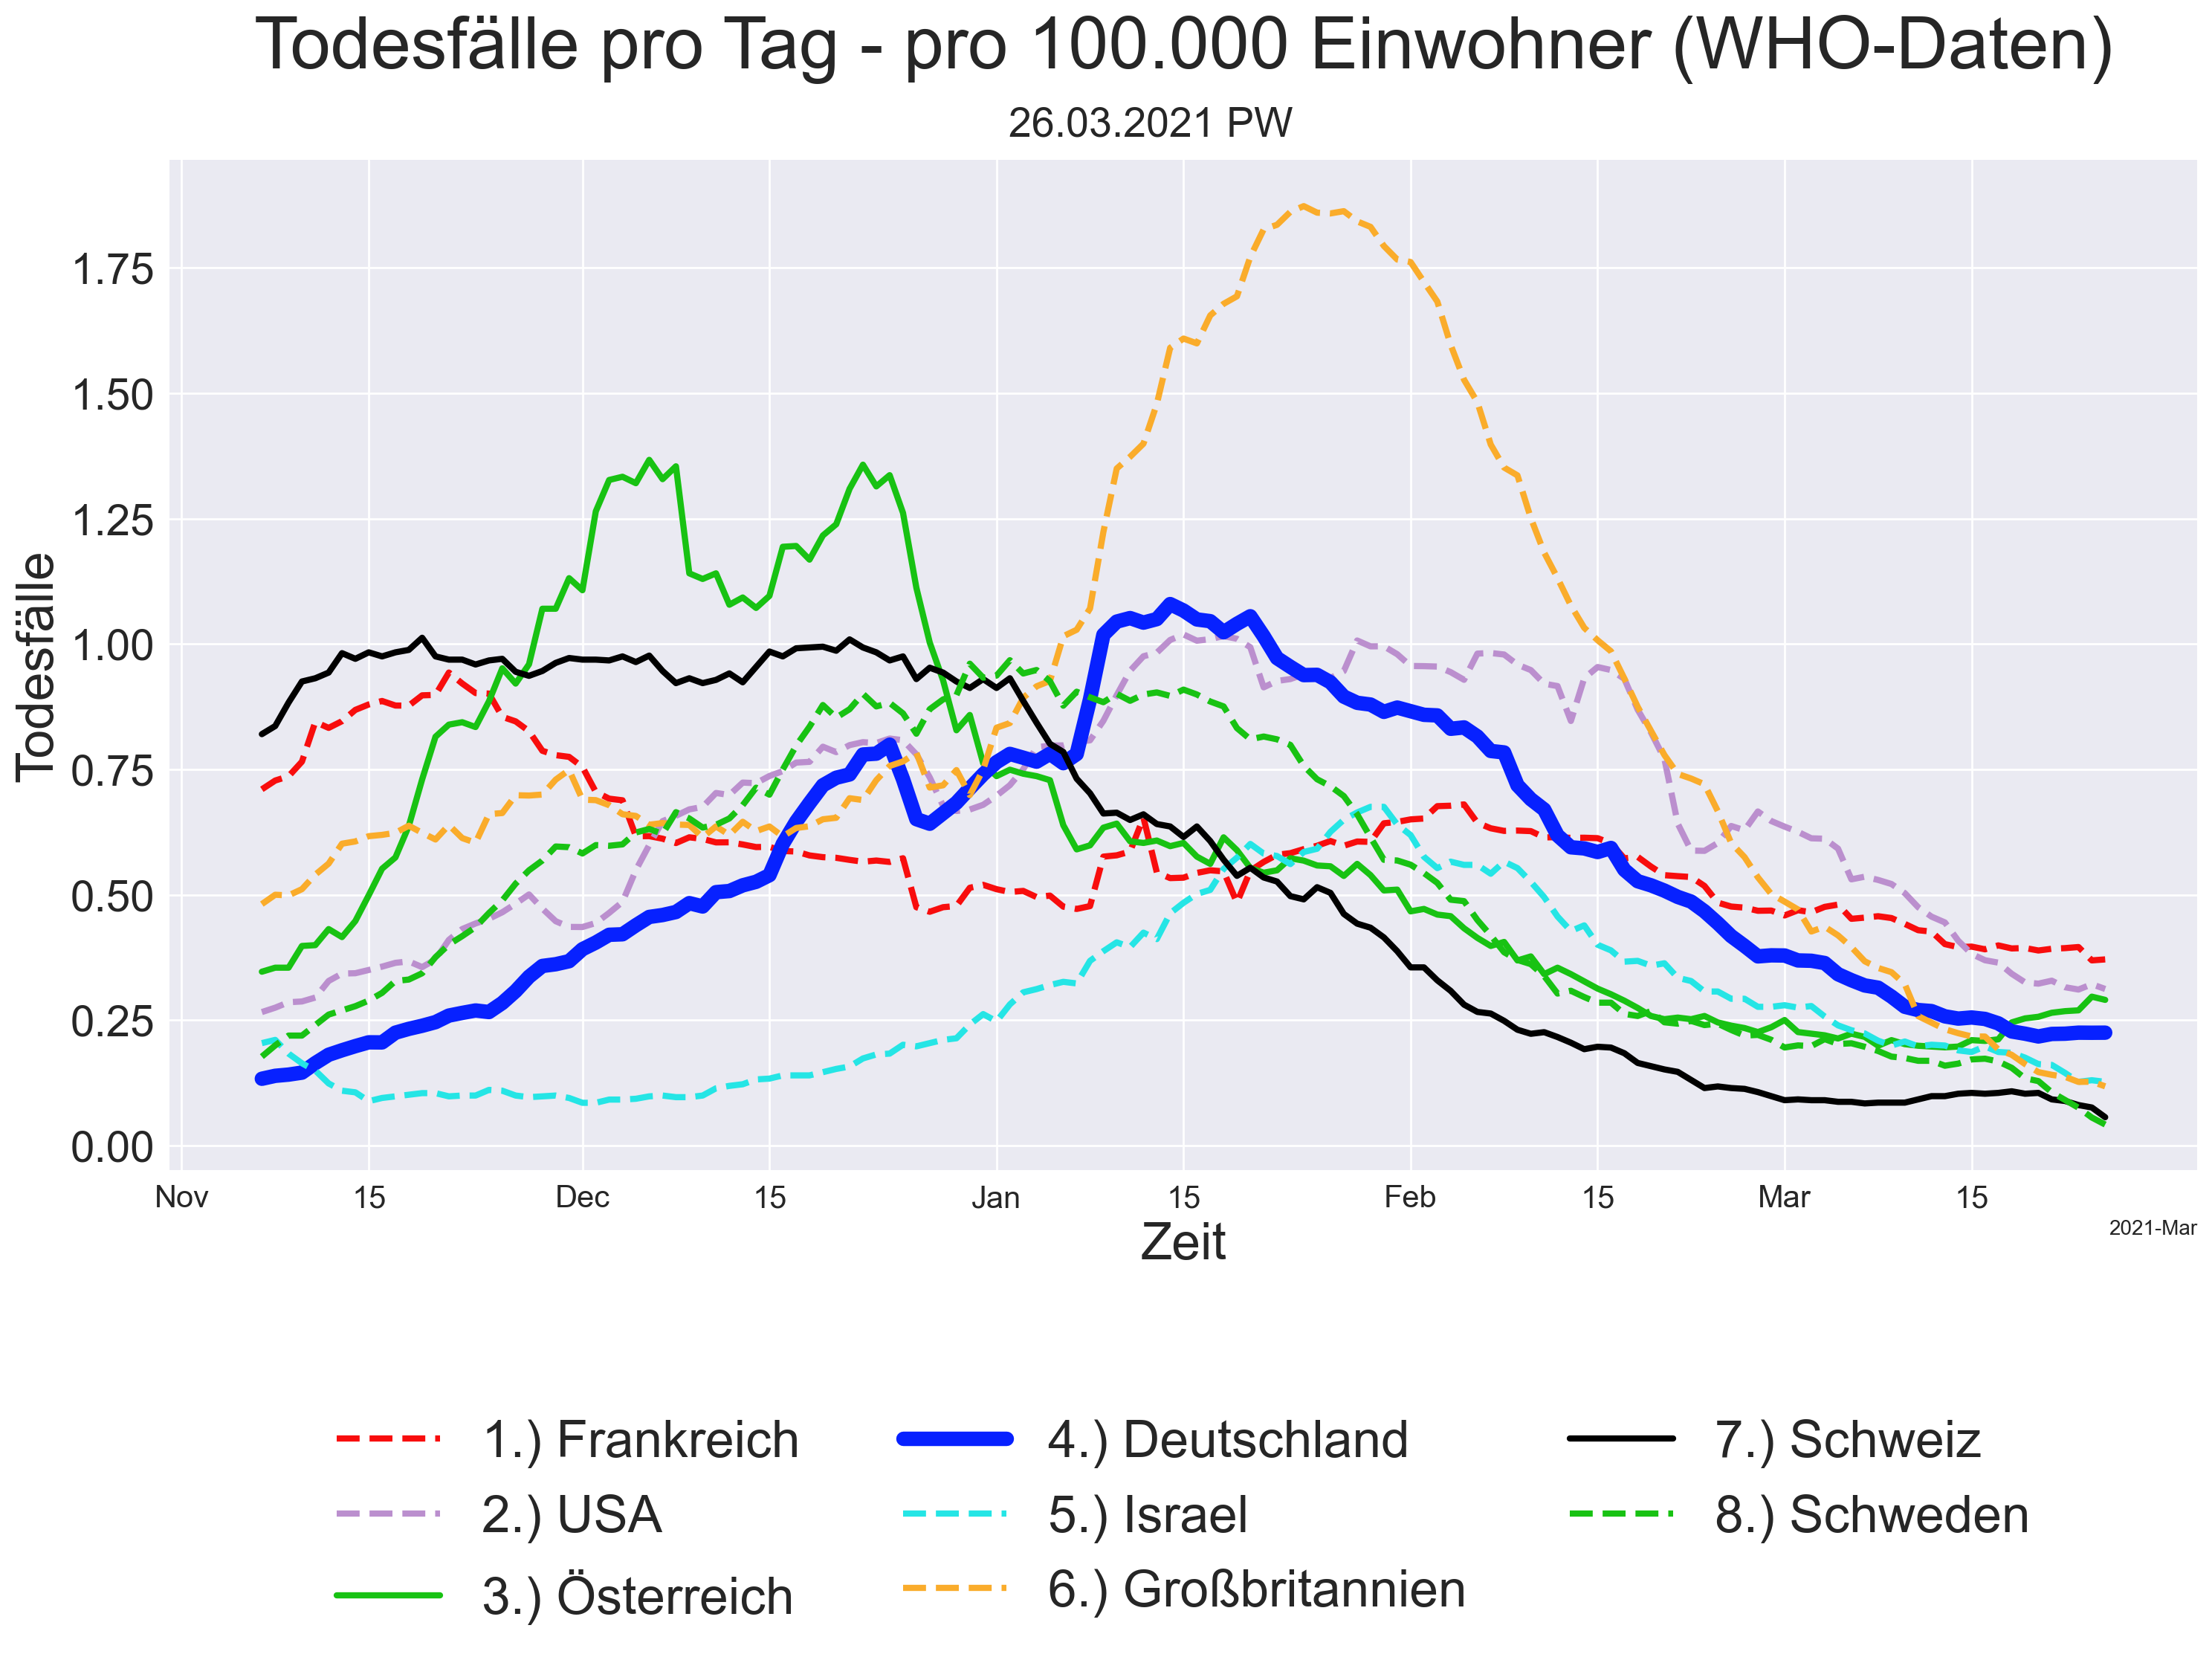 Todesfälle pro Tag - pro 100.000 Einwohner (WHO-Daten)
26.03.2021 PW
Todesfälle
1.75
1.50
1.25
1.00
0.75
0.50
0.25
0.00
Nov 15 Dec 15 Jan 15 Feb 15 Mar 15
2021-Mar
Zeit
1.) Frankreich
2.) USA
3.) Österreich
4.) Deutschland
5.) Israel
6.) Großbritannien
7.) Schweiz
8.) Schweden